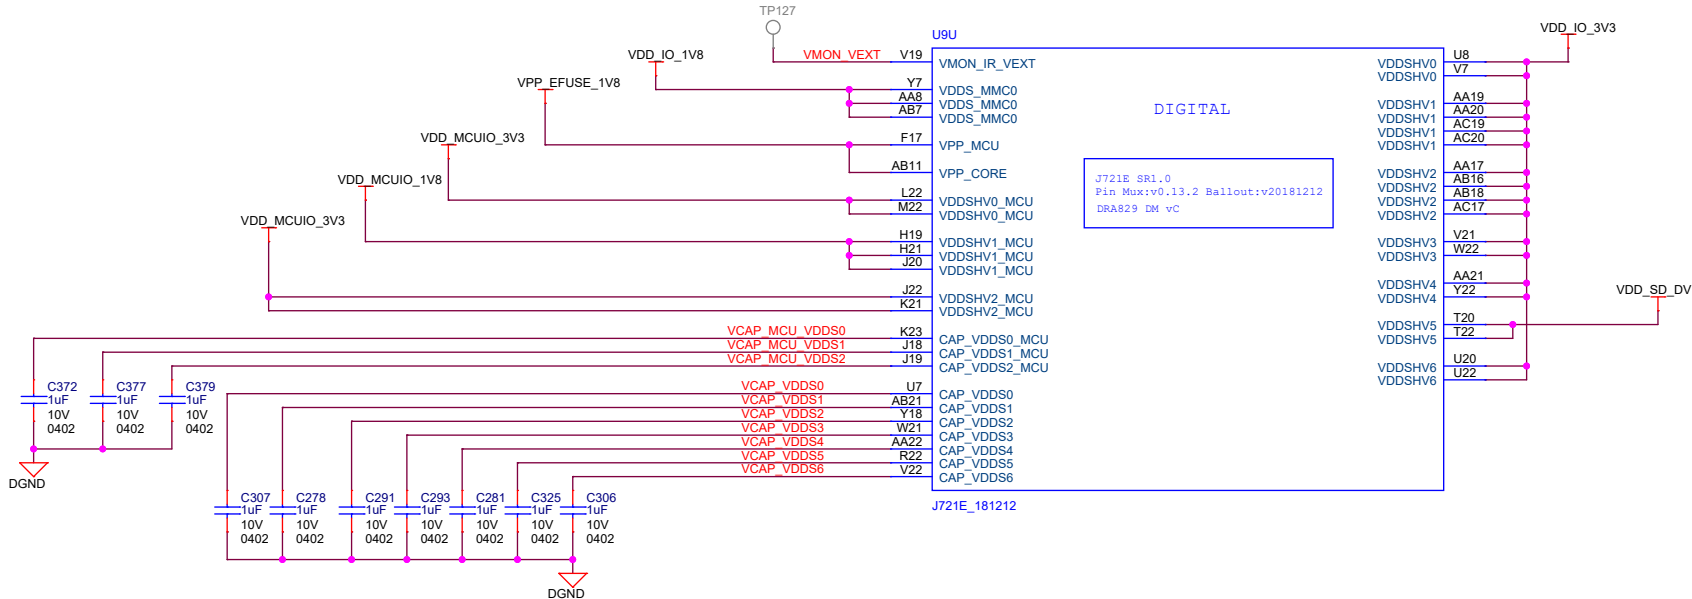 TP127
U9U
VDD_IO_3V3
VDD_IO_1V8
VMON_VEXT
V19
VMON_IR_VEXT
VPP_EFUSE_1V8
Y7
VDDS_MMC0
AA8
VDDS_MMC0
AB7
VDDS_MMC0
VDD_MCUIO_3V3
F17
VPP_MCU
AB11
VPP_CORE
VDD_MCUIO_1V8
L22
VDDSHV0_MCU
M22
VDDSHV0_MCU
VDD_MCUIO_3V3
H19
VDDSHV1_MCU
H21
VDDSHV1_MCU
J20
VDDSHV1_MCU
J22
VDDSHV2_MCU
K21
VDDSHV2_MCU
VCAP_MCU_VDDS0
K23
CAP_VDDS0_MCU
VCAP_MCU_VDDS1
J18
CAP_VDDS1_MCU
VCAP_MCU_VDDS2
J19
CAP_VDDS2_MCU
VCAP_VDDS0
U7
CAP_VDDS0
VCAP_VDDS1
AB21
CAP_VDDS1
VCAP_VDDS2
Y18
CAP_VDDS2
VCAP_VDDS3
W21
CAP_VDDS3
VCAP_VDDS4
AA22
CAP_VDDS4
VCAP_VDDS5
R22
CAP_VDDS5
VCAP_VDDS6
V22
CAP_VDDS6
DIGITAL
J721E SR1.0
Pin Mux:v0.13.2 Ballout:v20181212
DRA829 DM vC
VDDSHV0
U8
VDDSHV0
V7
VDDSHV1
AA19
VDDSHV1
AA20
VDDSHV1
AC19
VDDSHV1
AC20
VDDSHV2
AA17
VDDSHV2
AB16
VDDSHV2
AB18
VDDSHV2
AC17
VDDSHV3
V21
VDDSHV3
W22
VDDSHV4
AA21
VDDSHV4
Y22
VDD_SD_DV
VDDSHV5
T20
VDDSHV5
T22
VDDSHV6
U20
VDDSHV6
U22
C372
1uF
10V
0402
C377
1uF
10V
0402
C379
1uF
10V
0402
DGND
C307
1uF
10V
0402
C278
1uF
10V
0402
C291
1uF
10V
0402
C293
1uF
10V
0402
C281
1uF
10V
0402
C325
1uF
10V
0402
C306
1uF
10V
0402
DGND
J721E_181212